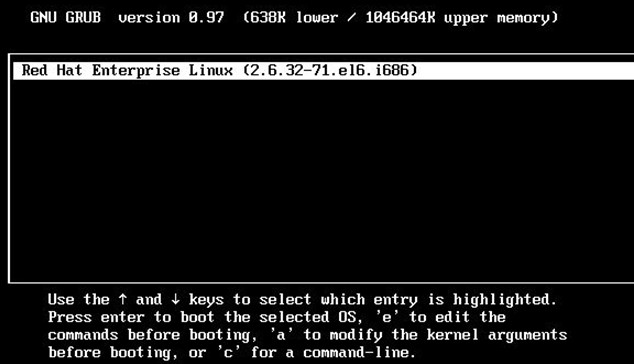 GNU GRUB  version 0.97  (638K lower / 1046464K upper memory)
Red Hat Enterprise Linux (2.6.32-71.el6.i686)
Use the ↑ and ↓ keys to select which entry is highlighted.
Press enter to boot the selected OS, 'e' to edit the
commands before booting, 'a' to modify the kernel arguments
before booting, or 'c' for a command-line.